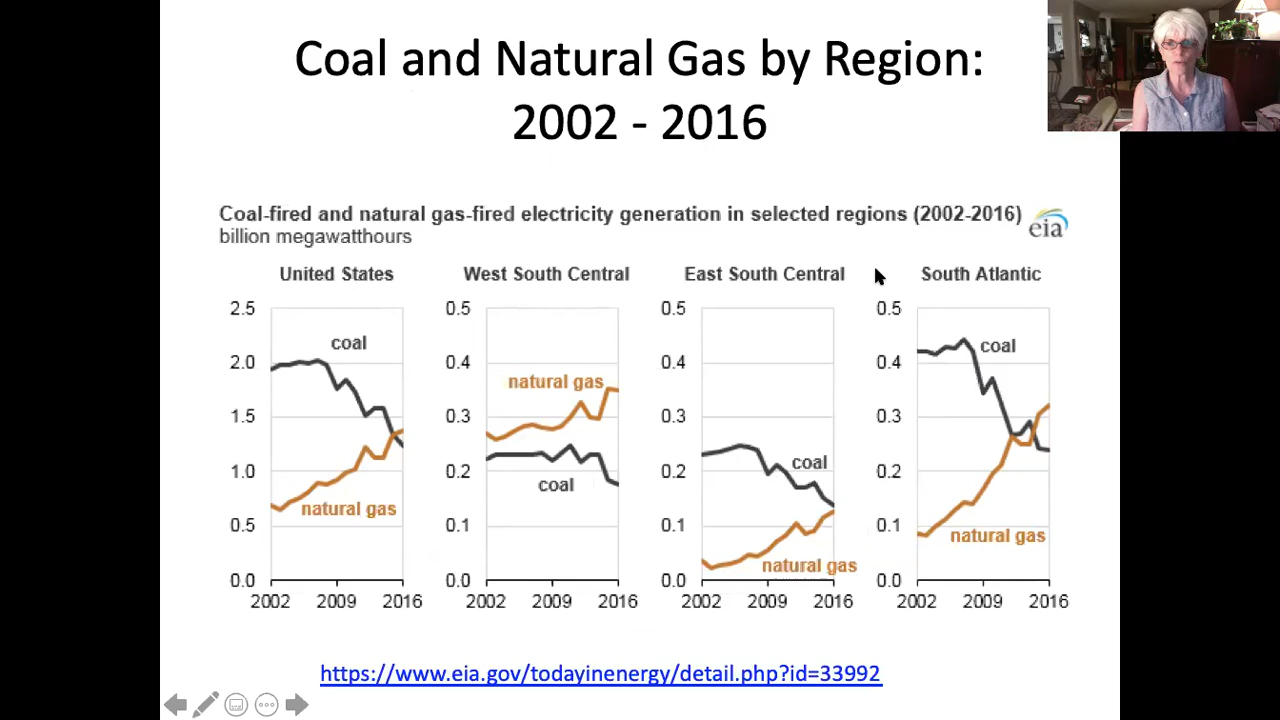 Coal and Natural Gas by Region:
2002 - 2016
Coal-fired and natural gas-fired electricity generation in selected regions (2002-2016)
eia
billion megawatthours
United States
West South Central
East South Central
South Atlantic
2.5
2.0
1.5
1.0
0.5
0.0
coal
natural gas
2002 2009 2016
0.5
0.4
0.3
0.2
0.1
0.0
natural gas
coal
2002 2009 2016
0.5
0.4
0.3
0.2
0.1
0.0
coal
natural gas
2002 2009 2016
0.5
0.4
0.3
0.2
0.1
0.0
coal
natural gas
2002 2009 2016
https://www.eia.gov/todayinenergy/detail.php?id=33992